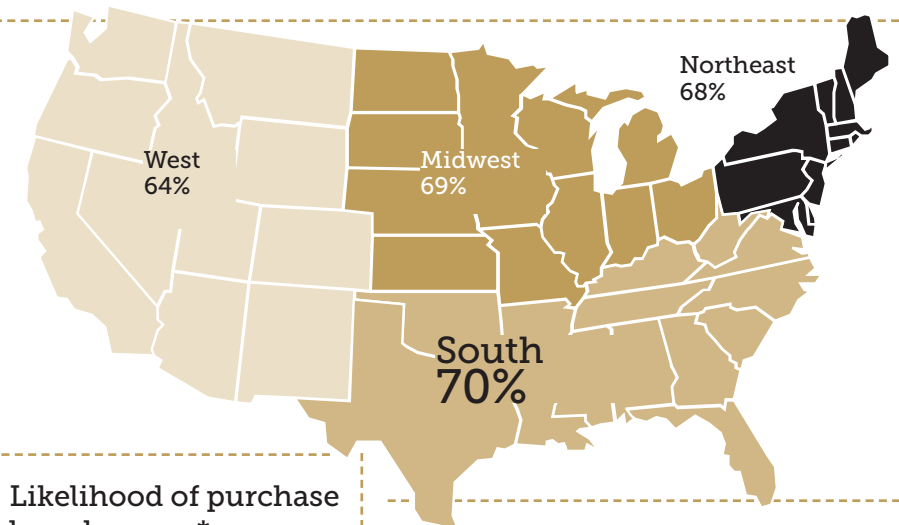 Northeast
68%
West
64%
Midwest
69%
South
70%
Likelihood of purchase